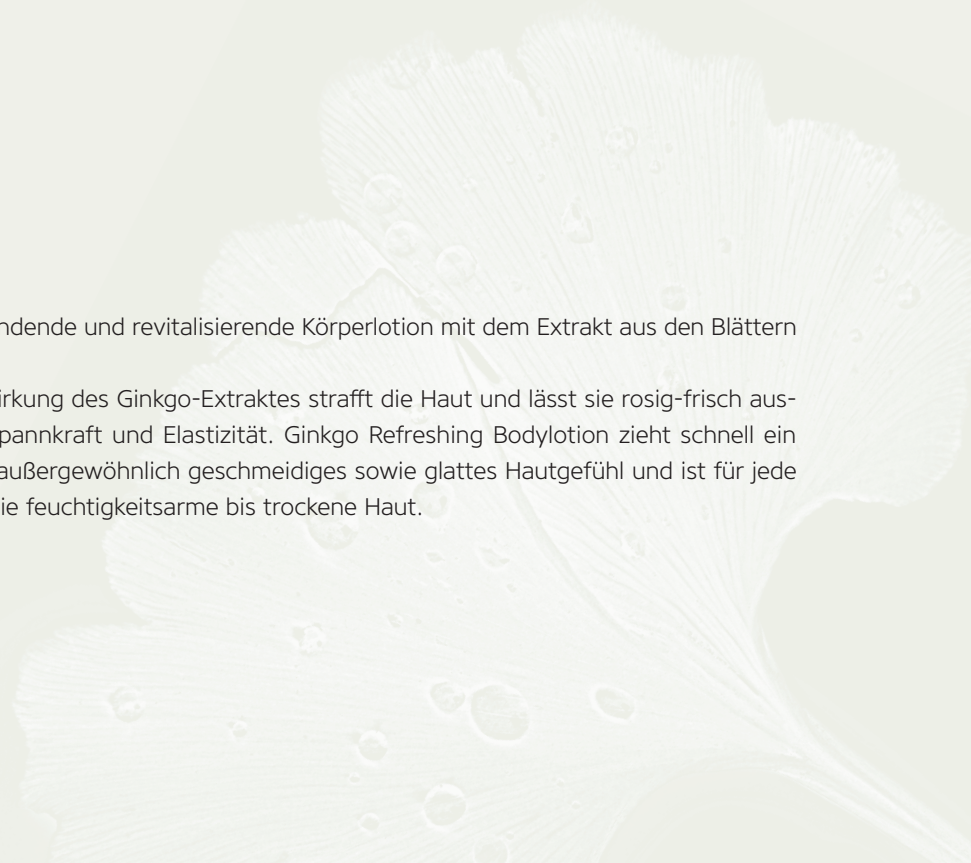 ndende und revitalisierende Körperlotion mit dem Extrakt aus den Blättern
irkung des Ginkgo-Extraktes strafft die Haut und lässt sie rosig-frisch aus-
pannkraft und Elastizität. Ginkgo Refreshing Bodylotion zieht schnell ein
außergewöhnlich geschmeidiges sowie glattes Hautgefühl und ist für jede
ie feuchtigkeitsarme bis trockene Haut.